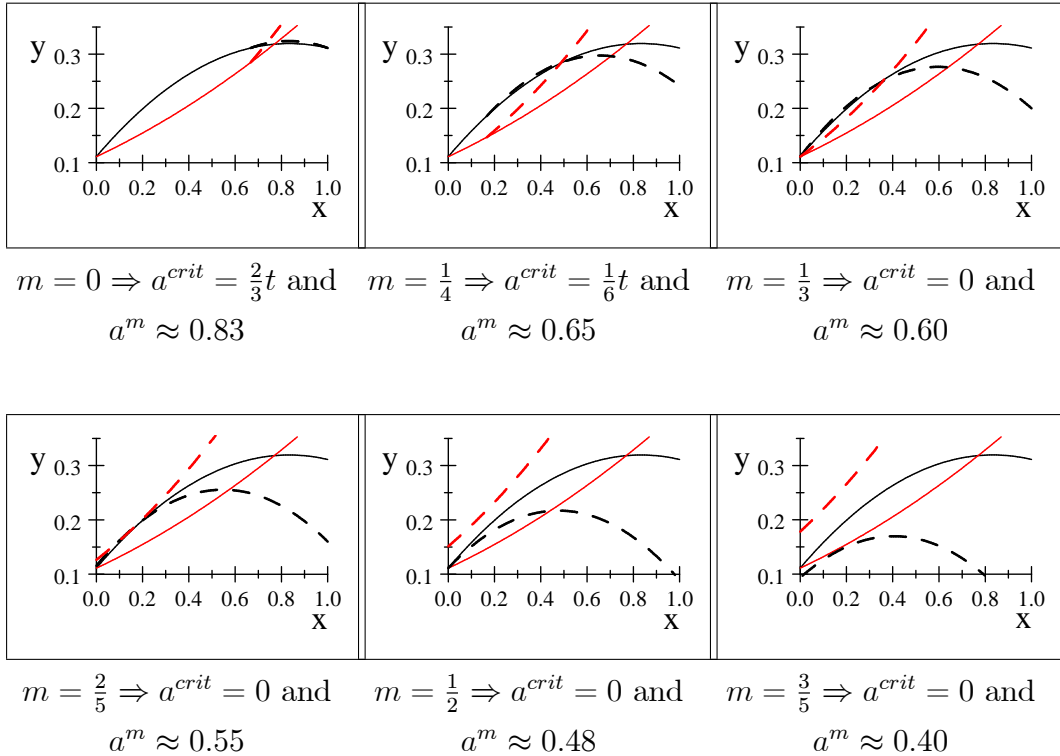 y 0.3 0.2 0.1
0.0 0.2 0.4 0.6 0.8 1.0
x
y 0.3 0.2 0.1
0.0 0.2 0.4 0.6 0.8 1.0
x
y 0.3 0.2 0.1
0.0 0.2 0.4 0.6 0.8 1.0
x
m = 0 ⇒ a^{crit} = \frac{2}{3}t and
a^m ≈ 0.83
m = \frac{1}{4} ⇒ a^{crit} = \frac{1}{6}t and
a^m ≈ 0.65
m = \frac{1}{3} ⇒ a^{crit} = 0 and
a^m ≈ 0.60
y 0.3 0.2 0.1
0.0 0.2 0.4 0.6 0.8 1.0
x
y 0.3 0.2 0.1
0.0 0.2 0.4 0.6 0.8 1.0
x
y 0.3 0.2 0.1
0.0 0.2 0.4 0.6 0.8 1.0
x
m = \frac{2}{5} ⇒ a^{crit} = 0 and
a^m ≈ 0.55
m = \frac{1}{2} ⇒ a^{crit} = 0 and
a^m ≈ 0.48
m = \frac{3}{5} ⇒ a^{crit} = 0 and
a^m ≈ 0.40